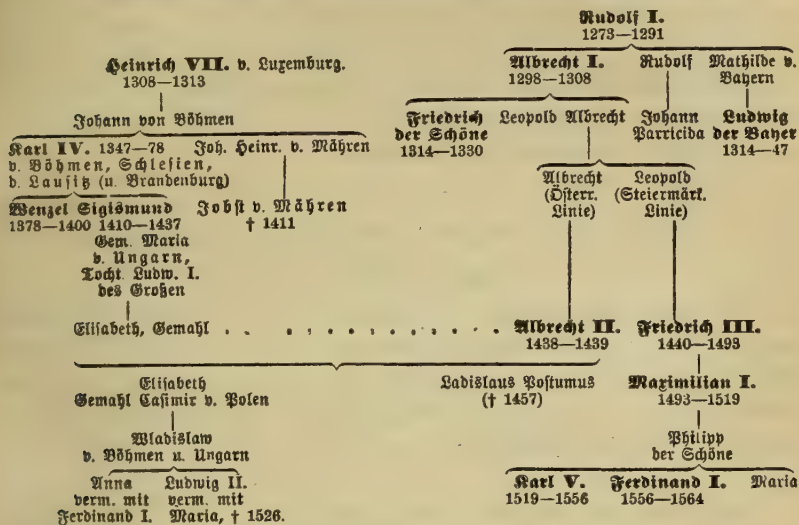 Rudolf I.
1273—1291
Heinrich VII. v. Luxemburg.
1308—1313
Albrecht I.
1298—1308
Rudolf
Mathilde v.
Bayern
Johann von Böhmen
Friedrich
der Schöne
1314—1330
Leopold Albrecht
Johann
Parricida
Ludwig
der Bayer
1314—47
Karl IV. 1347—78
v. Böhmen, Schlesien,
b. Lausitz (u. Brandenburg)
Joh. Heinr. v. Mähren
Albrecht
(Österr.
Linie)
Leopold
(Steiermärk.
Linie)
Wenzel Sigismund
1378—1400 1410—1437
Jobst v. Mähren
† 1411
Gem. Maria
v. Ungarn,
Tocht. Ludw. I.
des Großen
Elisabeth, Gemahl . . . . . . . . . . . . Albrecht II.
1438—1439
Friedrich III.
1440—1493
Elisabeth
Gemahl Casimir v. Polen
Ladislaus Postumus
(† 1457)
Maximilian I.
1493—1519
Wladislaw
v. Böhmen u. Ungarn
Philipp
der Schöne
Anna
verm. mit
Ferdinand I.
Ludwig II.
verm. mit
Maria, † 1526.
Karl V.
1519—1556
Ferdinand I.
1556—1564
Maria